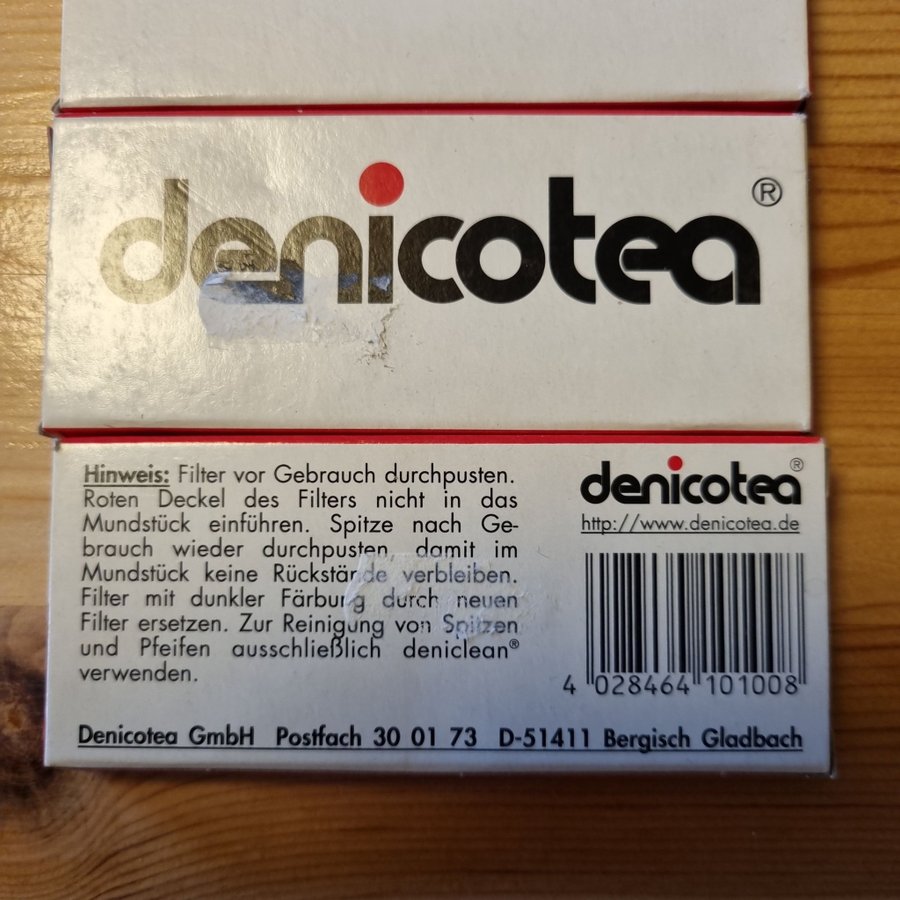 denicotea®
Hinweis: Filter vor Gebrauch durchpusten.
Roten Deckel des Filters nicht in das
Mundstück einführen. Spitze nach Ge-
brauch wieder durchpusten, damit im
Mundstück keine Rückstände verbleiben.
Filter mit dunkler Färbung durch neuen
Filter ersetzen. Zur Reinigung von Spitzen
und Pfeifen ausschließlich deniclean®
verwenden.
denicotea®
http://www.denicotea.de
4 028464 101008
Denicotea GmbH Postfach 30 01 73 D-51411 Bergisch Gladbach